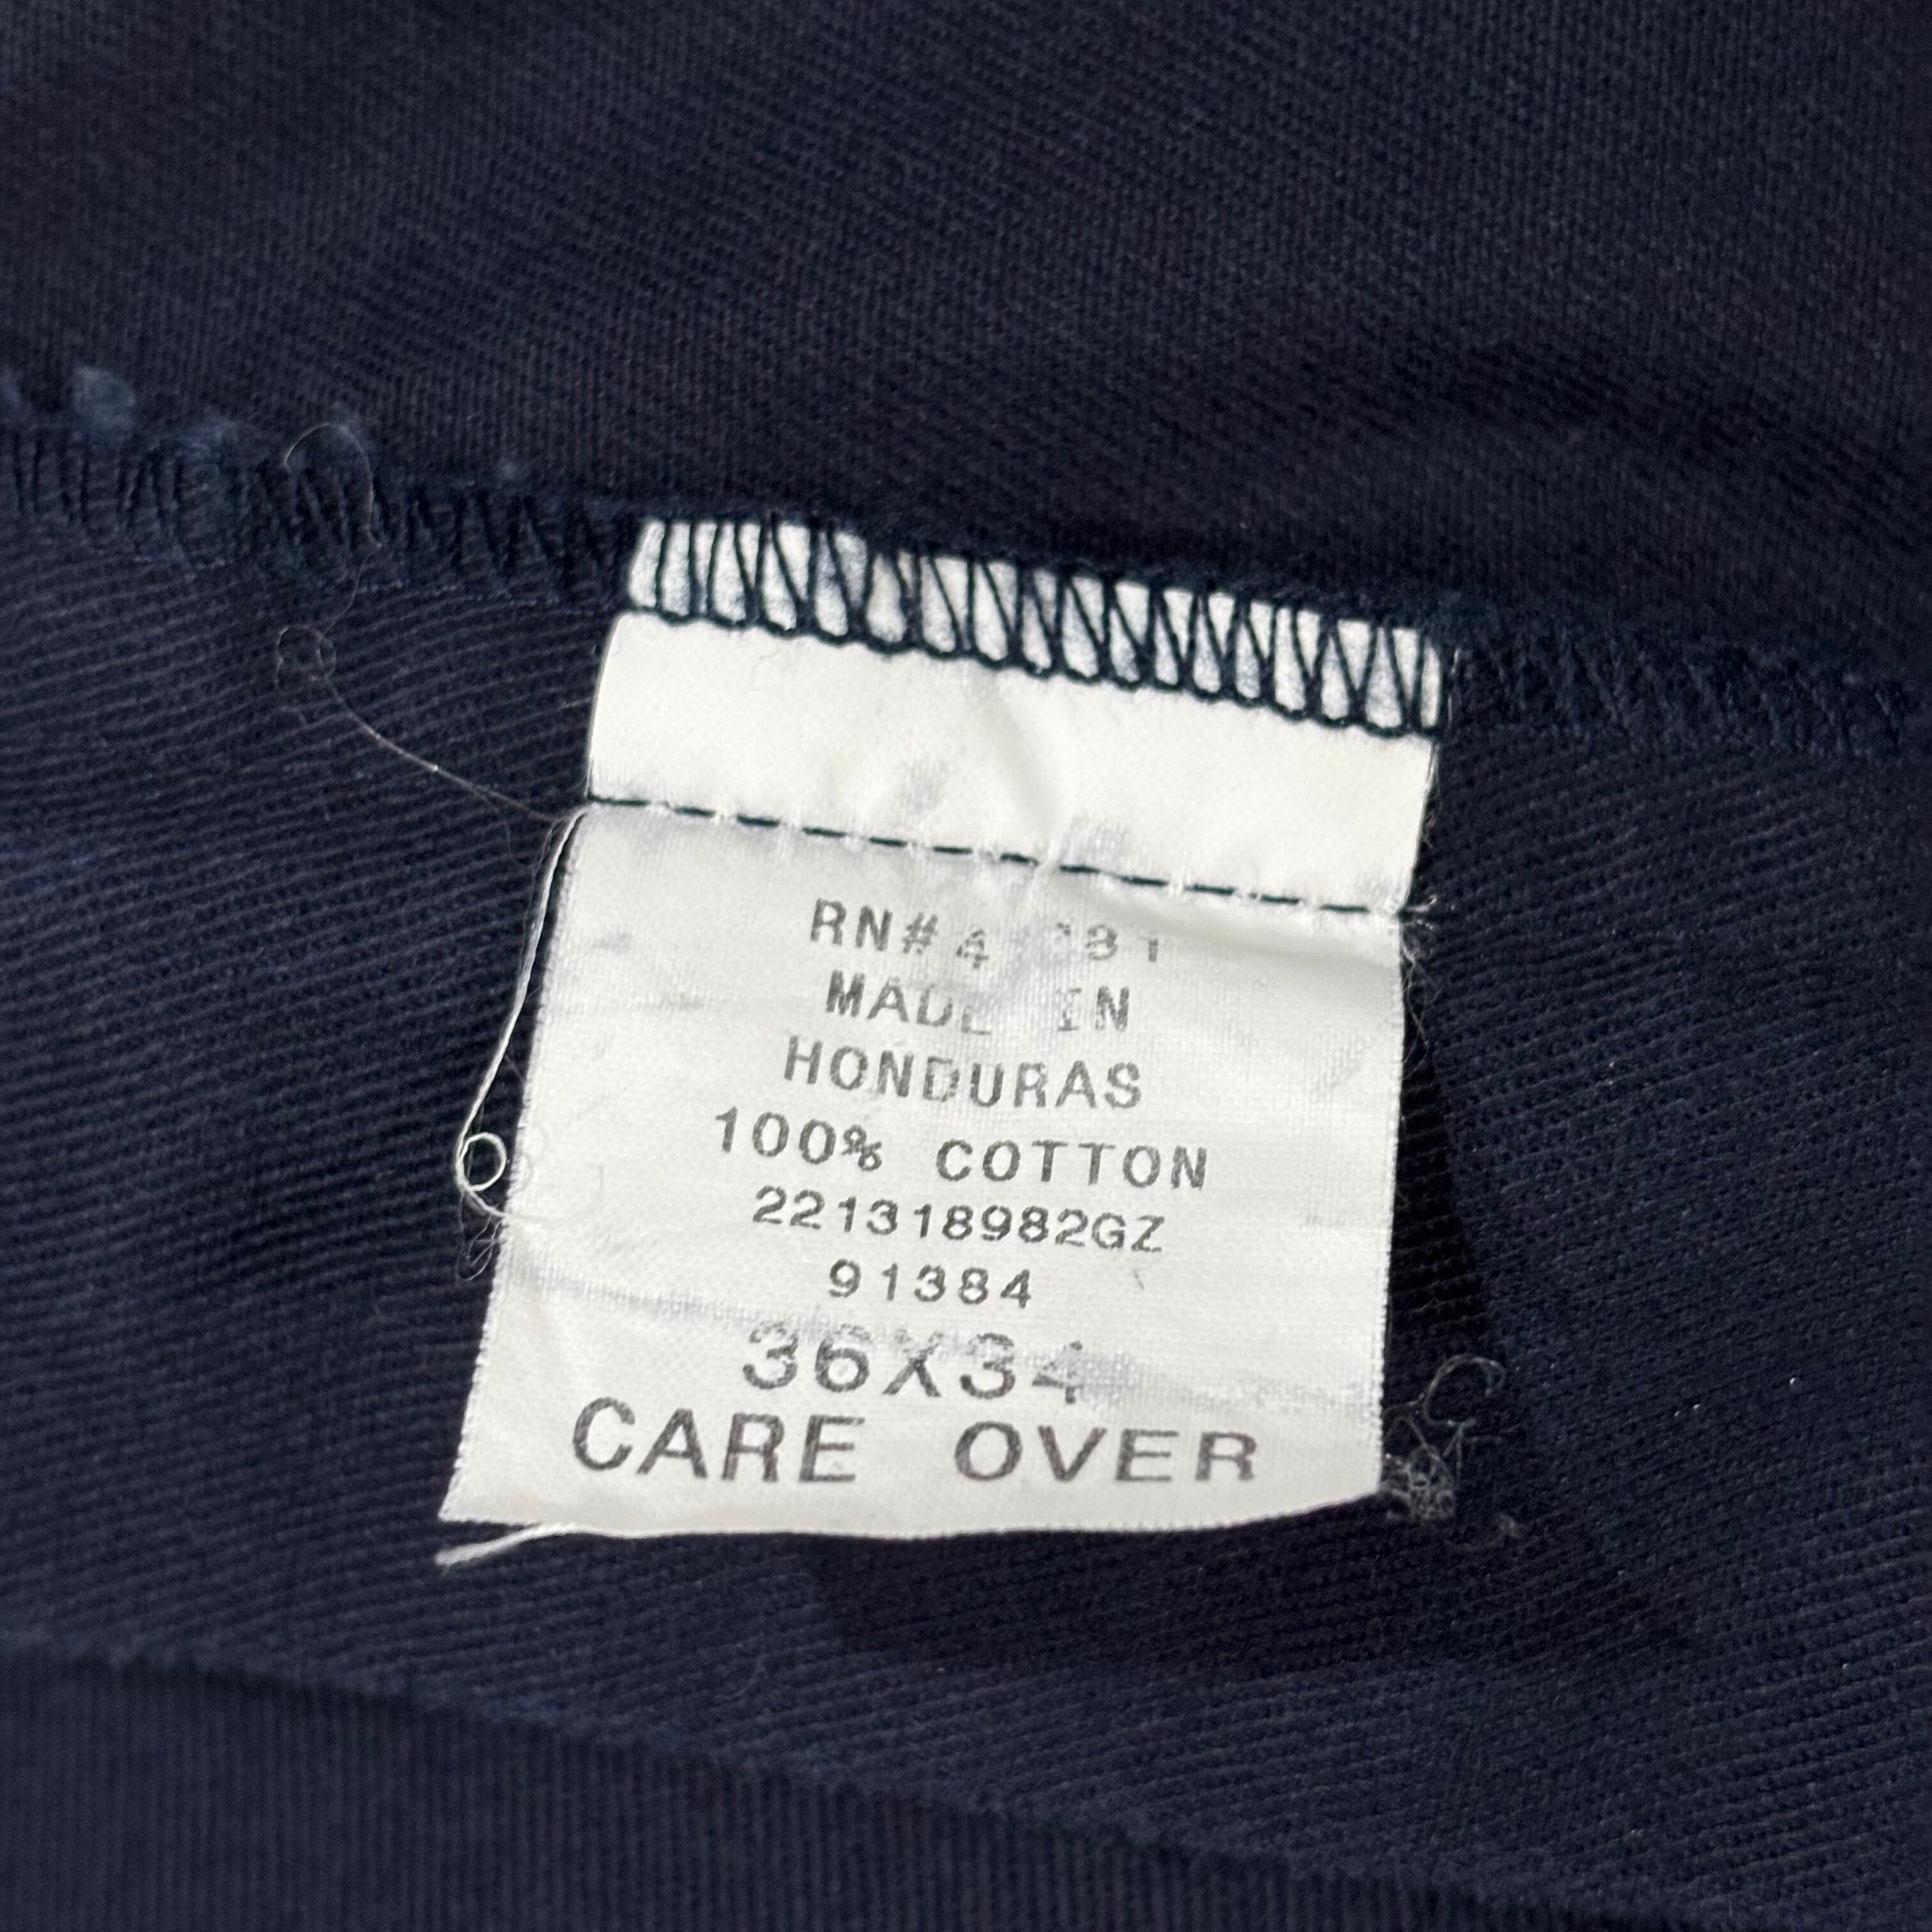 RN#
MADE IN
HONDURAS
100% COTTON
221318982GZ
91384
36X34
CARE OVER